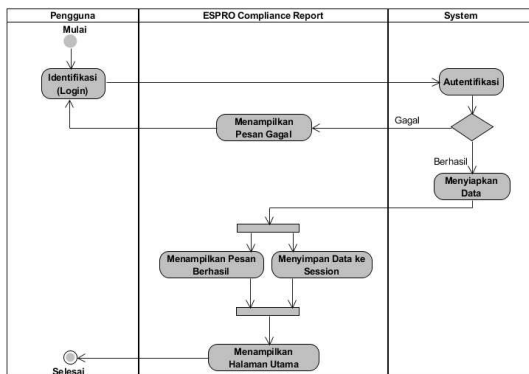 Pengguna
ESPRO Compliance Report
System
Mulai
Identifikasi
(Login)
Autentifikasi
Menampilkan
Pesan Gagal
Gagal
Berhasil
Menyiapkan
Data
Menampilkan Pesan
Berhasil
Menyimpan Data ke
Session
Menampilkan
Halaman Utama
Selesai